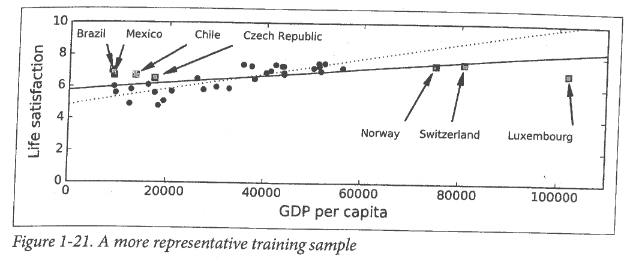 10
Brazil Mexico Chile Czech Republic
8
6
4
2
0
Norway Switzerland Luxembourg
0 20000 40000 60000 80000 100000
Life satisfaction
GDP per capita
Figure 1-21. A more representative training sample